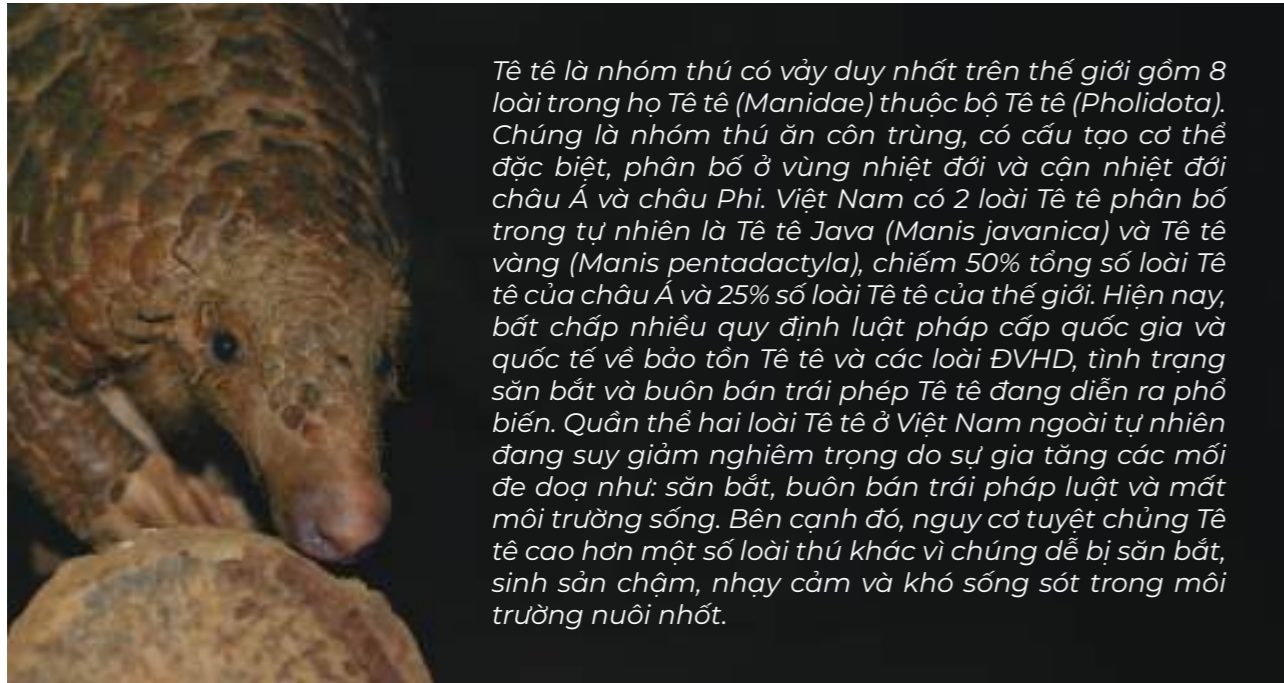 Tê tê là nhóm thú có vảy duy nhất trên thế giới gồm 8
loài trong họ Tê tê (Manidae) thuộc bộ Tê tê (Pholidota).
Chúng là nhóm thú ăn côn trùng, có cấu tạo cơ thể
đặc biệt, phân bố ở vùng nhiệt đới và cận nhiệt đới
châu Á và châu Phi. Việt Nam có 2 loài Tê tê phân bố
trong tự nhiên là Tê tê Java (Manis javanica) và Tê tê
vàng (Manis pentadactyla), chiếm 50% tổng số loài Tê
tê của châu Á và 25% số loài Tê tê của thế giới. Hiện nay,
bất chấp nhiều quy định luật pháp cấp quốc gia và
quốc tế về bảo tồn Tê tê và các loài ĐVHD, tình trạng
săn bắt và buôn bán trái phép Tê tê đang diễn ra phổ
biến. Quần thể hai loài Tê tê ở Việt Nam ngoài tự nhiên
đang suy giảm nghiêm trọng do sự gia tăng các mối
đe doạ như: săn bắt, buôn bán trái pháp luật và mất
môi trường sống. Bên cạnh đó, nguy cơ tuyệt chủng Tê
tê cao hơn một số loài thú khác vì chúng dễ bị săn bắt,
sinh sản chậm, nhạy cảm và khó sống sót trong môi
trường nuôi nhốt.